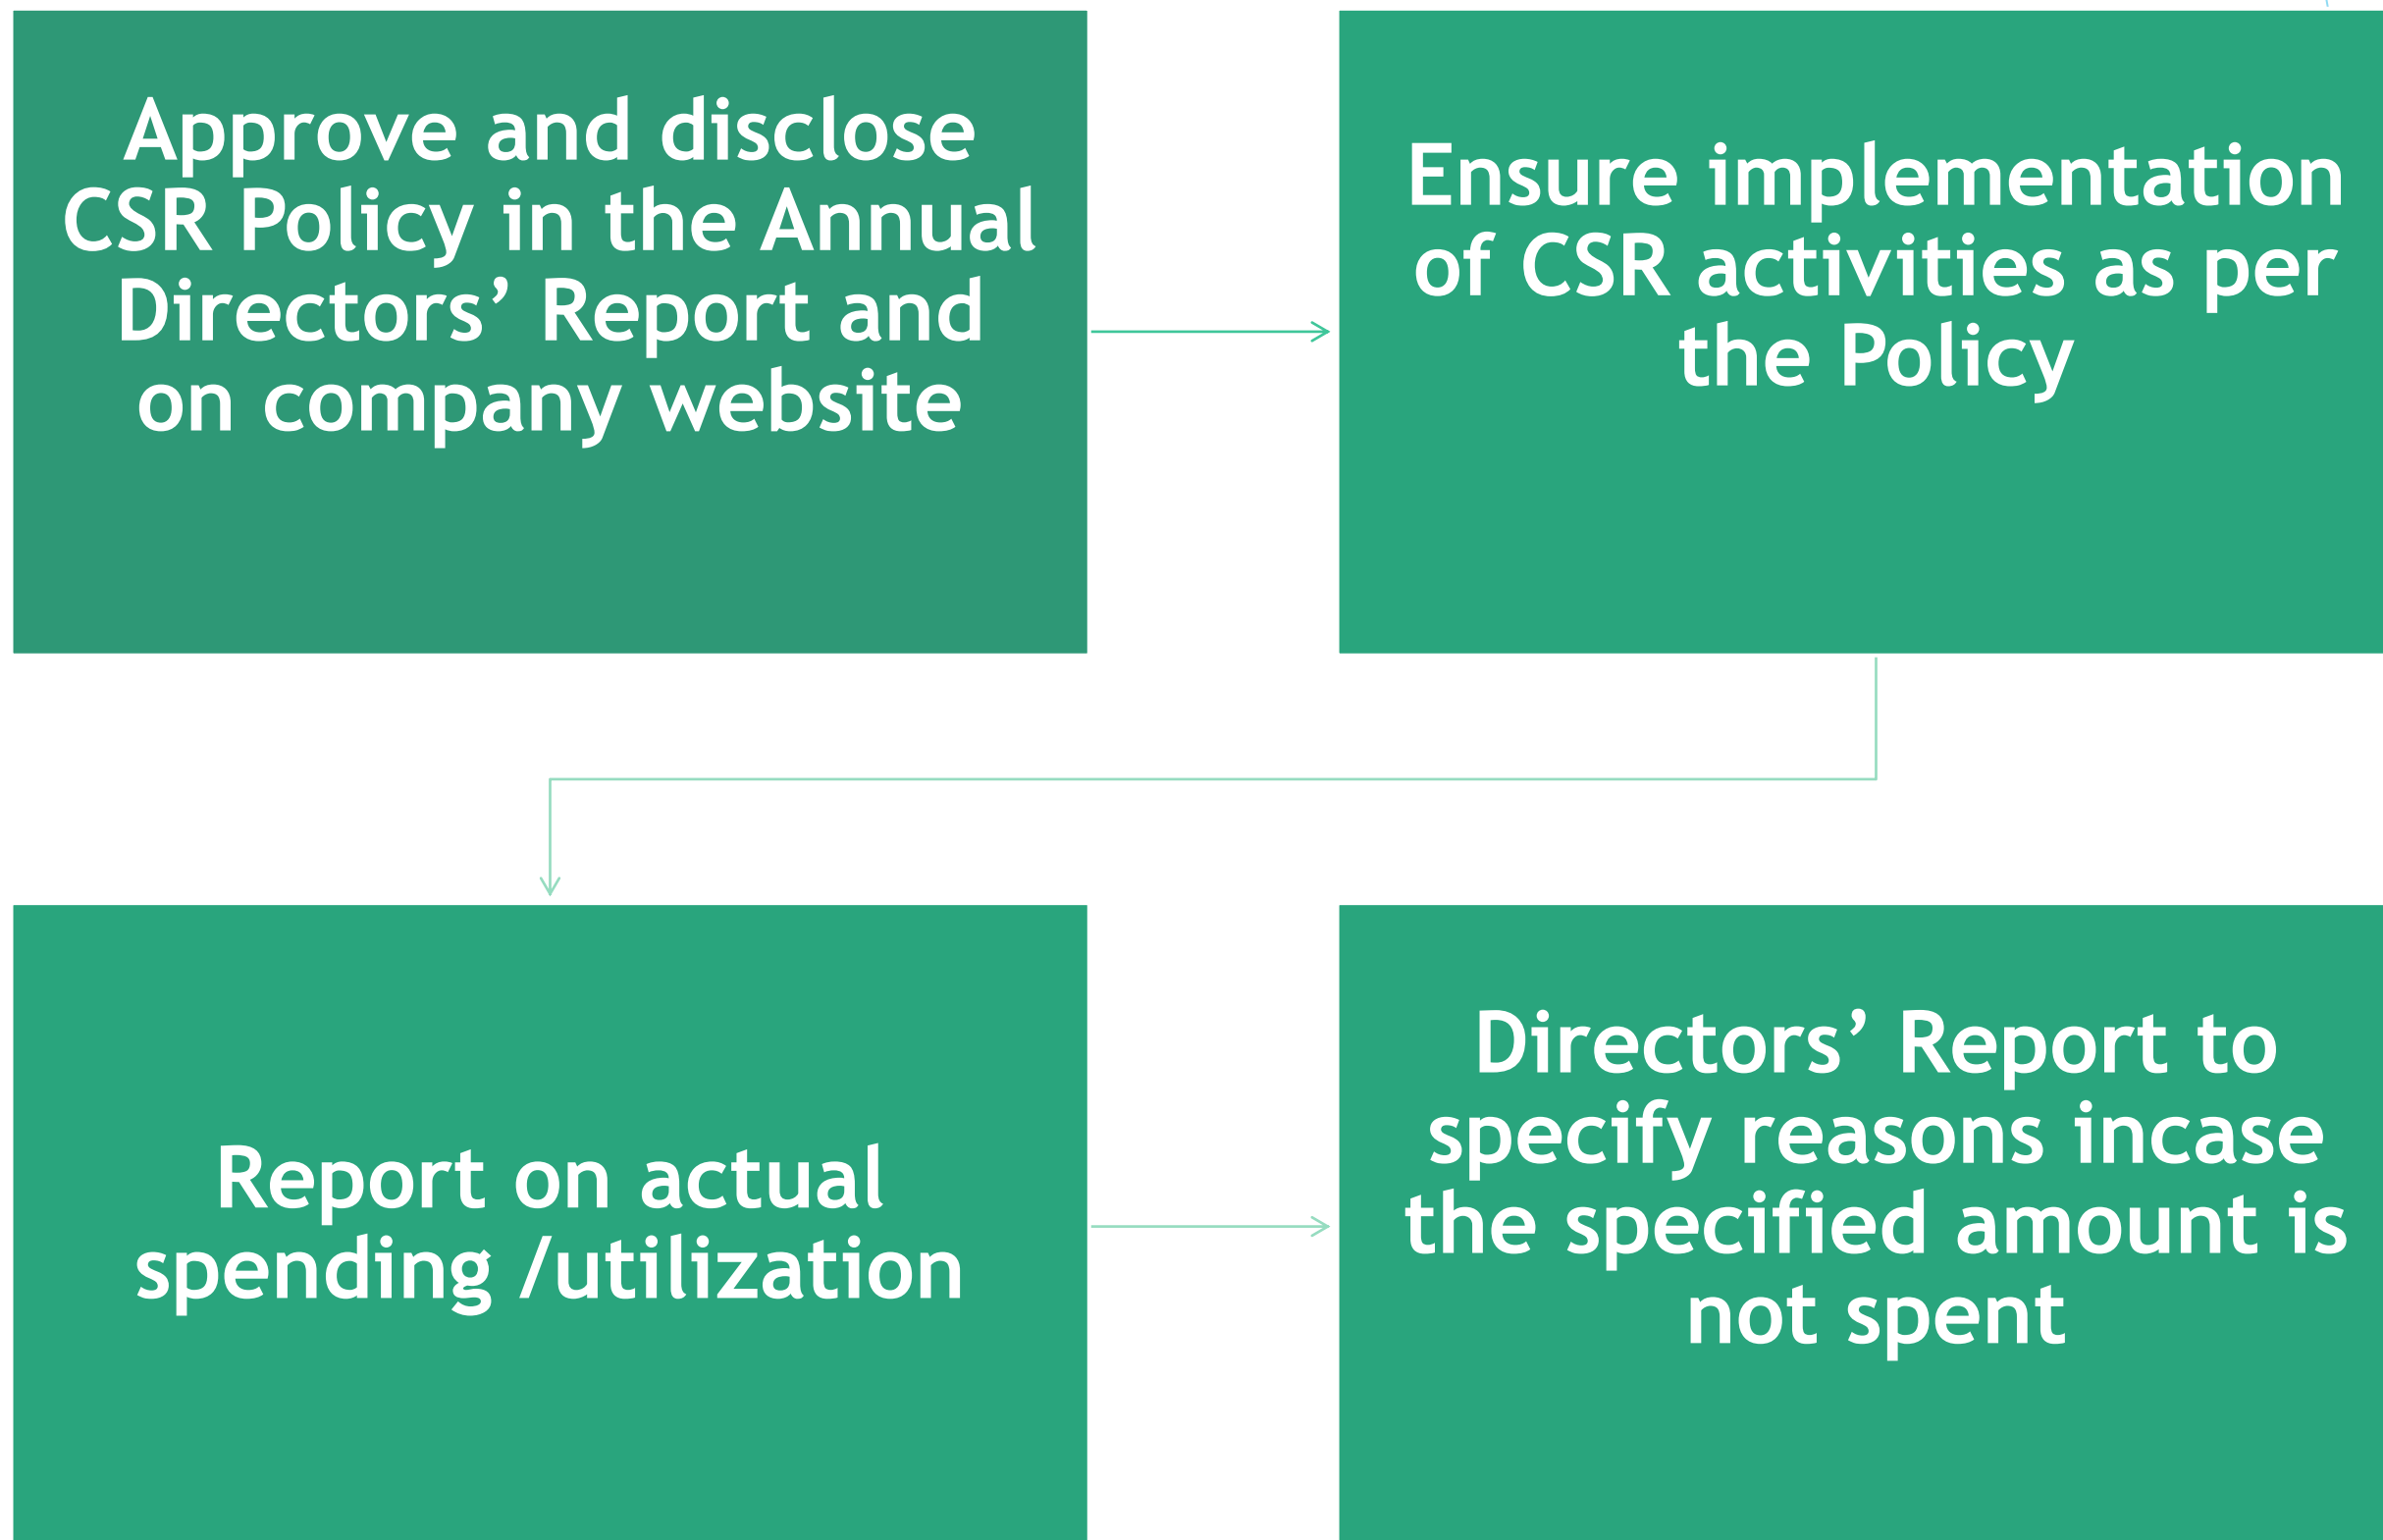 Approve and disclose
CSR Policy in the Annual
Directors’ Report and
on company website
Ensure implementation
of CSR activities as per
the Policy
Report on actual
spending /utilization
Directors’ Report to
specify reasons incase
the specified amount is
not spent